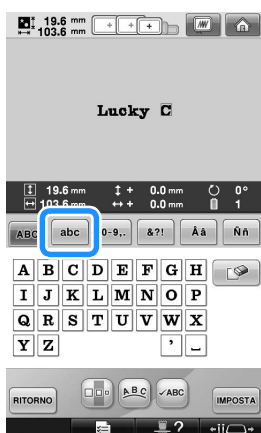 19.6 mm
103.6 mm
Lucky C
19.6 mm + 0.0 mm 0°
103.6 mm + 0.0 mm 1
ABC abc 0-9,. &?! Ââ Ññ
A B C D E F G H
I J K L M N O P
Q R S T U V W X
Y Z ' ⎵
RITORNO ABC ABC IMPOSTA
?